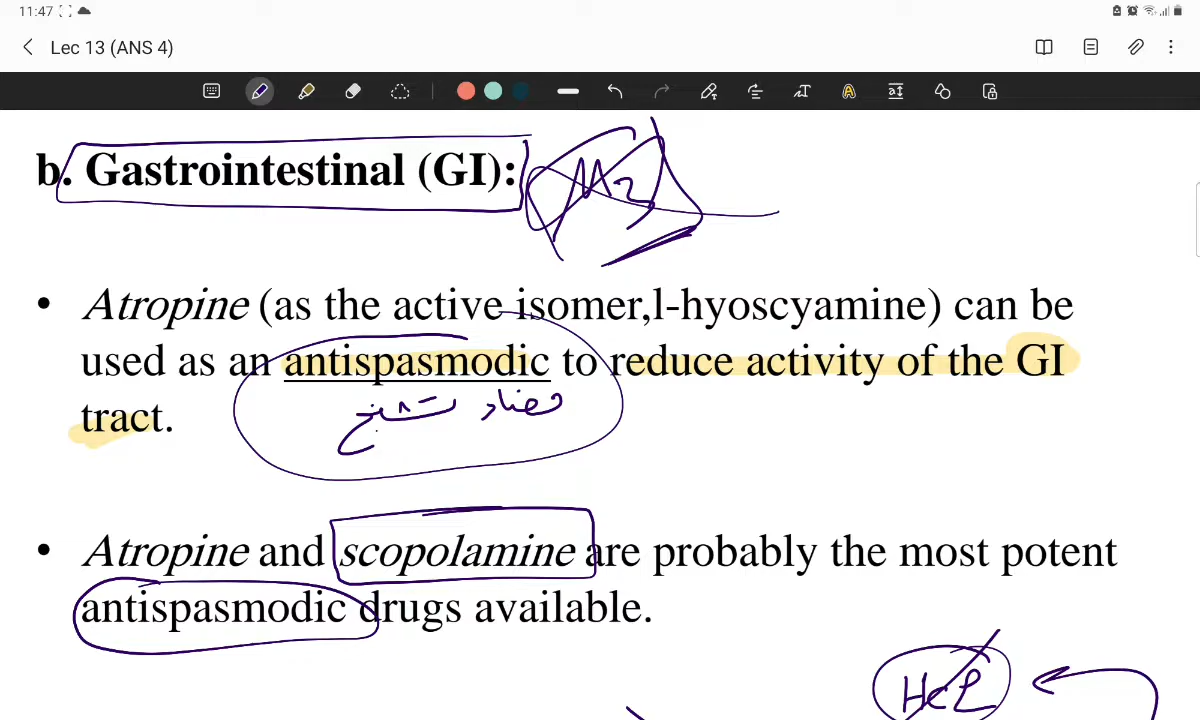 11:47
Lec 13 (ANS 4)
b. Gastrointestinal (GI):
M3
• Atropine (as the active isomer,l-hyoscyamine) can be
used as an antispasmodic to reduce activity of the GI
tract.
مضاد تشنج
• Atropine and scopolamine are probably the most potent
antispasmodic drugs available.
HCL